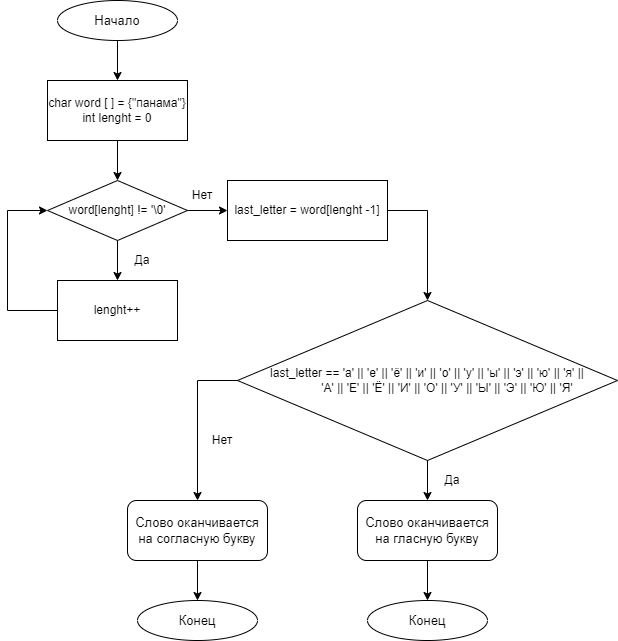 Начало
char word [ ] = {"панама"}
int lenght = 0
word[lenght] != '\0'
Нет
last_letter = word[lenght -1]
Да
lenght++
last_letter == 'а' || 'е' || 'ё' || 'и' || 'о' || 'у' || 'ы' || 'э' || 'ю' || 'я' ||
'А' || 'Е' || 'Ё' || 'И' || 'О' || 'У' || 'Ы' || 'Э' || 'Ю' || 'Я'
Нет
Да
Слово оканчивается
на согласную букву
Слово оканчивается
на гласную букву
Конец
Конец